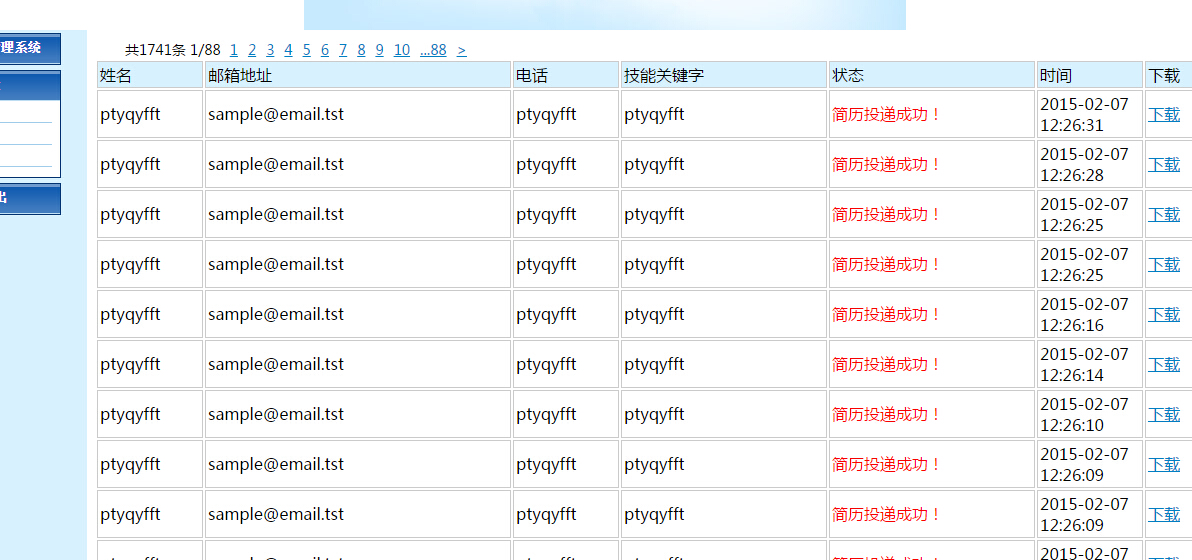 理系统
出
共1741条 1/88 1 2 3 4 5 6 7 8 9 10 ...88 >
姓名 邮箱地址 电话 技能关键字 状态 时间 下载
ptyqyfft sample@email.tst ptyqyfft ptyqyfft 简历投递成功！ 2015-02-07 12:26:31 下载
ptyqyfft sample@email.tst ptyqyfft ptyqyfft 简历投递成功！ 2015-02-07 12:26:28 下载
ptyqyfft sample@email.tst ptyqyfft ptyqyfft 简历投递成功！ 2015-02-07 12:26:25 下载
ptyqyfft sample@email.tst ptyqyfft ptyqyfft 简历投递成功！ 2015-02-07 12:26:25 下载
ptyqyfft sample@email.tst ptyqyfft ptyqyfft 简历投递成功！ 2015-02-07 12:26:16 下载
ptyqyfft sample@email.tst ptyqyfft ptyqyfft 简历投递成功！ 2015-02-07 12:26:14 下载
ptyqyfft sample@email.tst ptyqyfft ptyqyfft 简历投递成功！ 2015-02-07 12:26:10 下载
ptyqyfft sample@email.tst ptyqyfft ptyqyfft 简历投递成功！ 2015-02-07 12:26:09 下载
ptyqyfft sample@email.tst ptyqyfft ptyqyfft 简历投递成功！ 2015-02-07 12:26:09 下载
2015-02-07